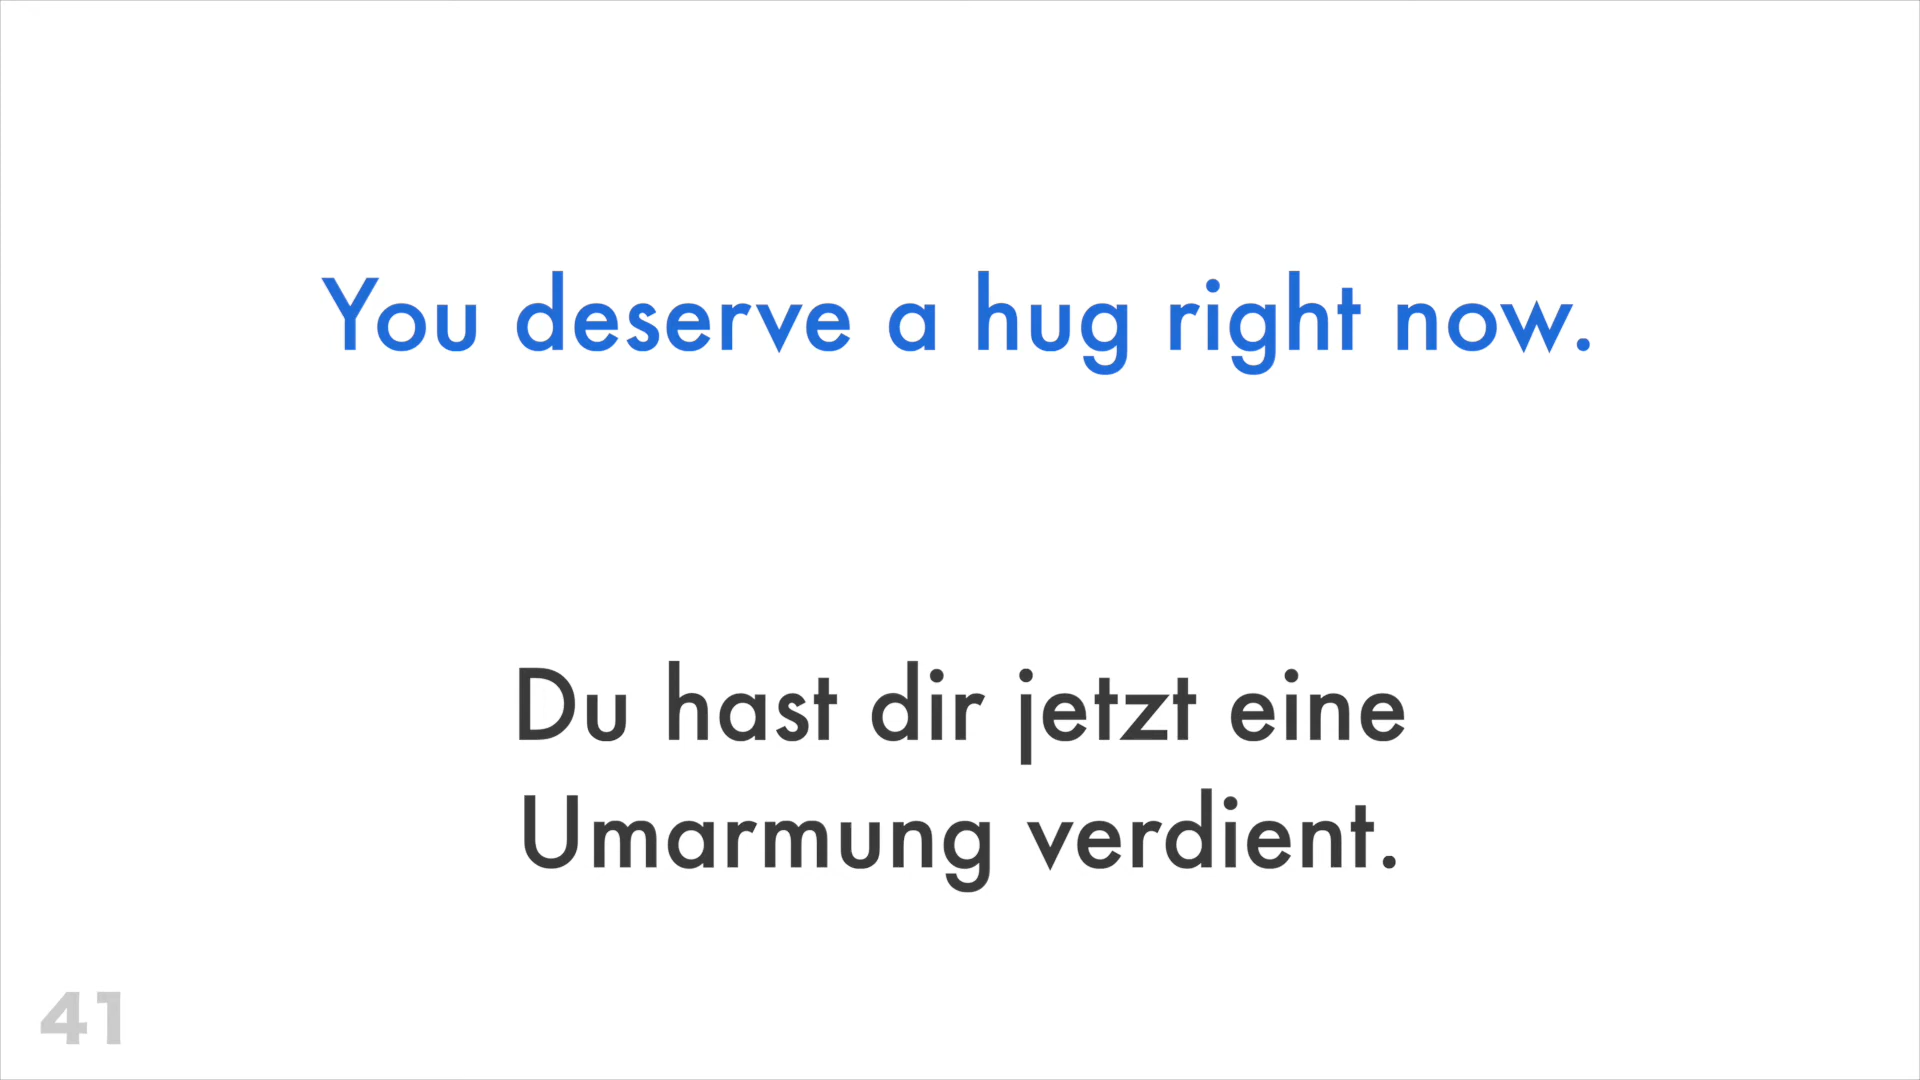 You deserve a hug right now.
Du hast dir jetzt eine
Umarmung verdient.
41